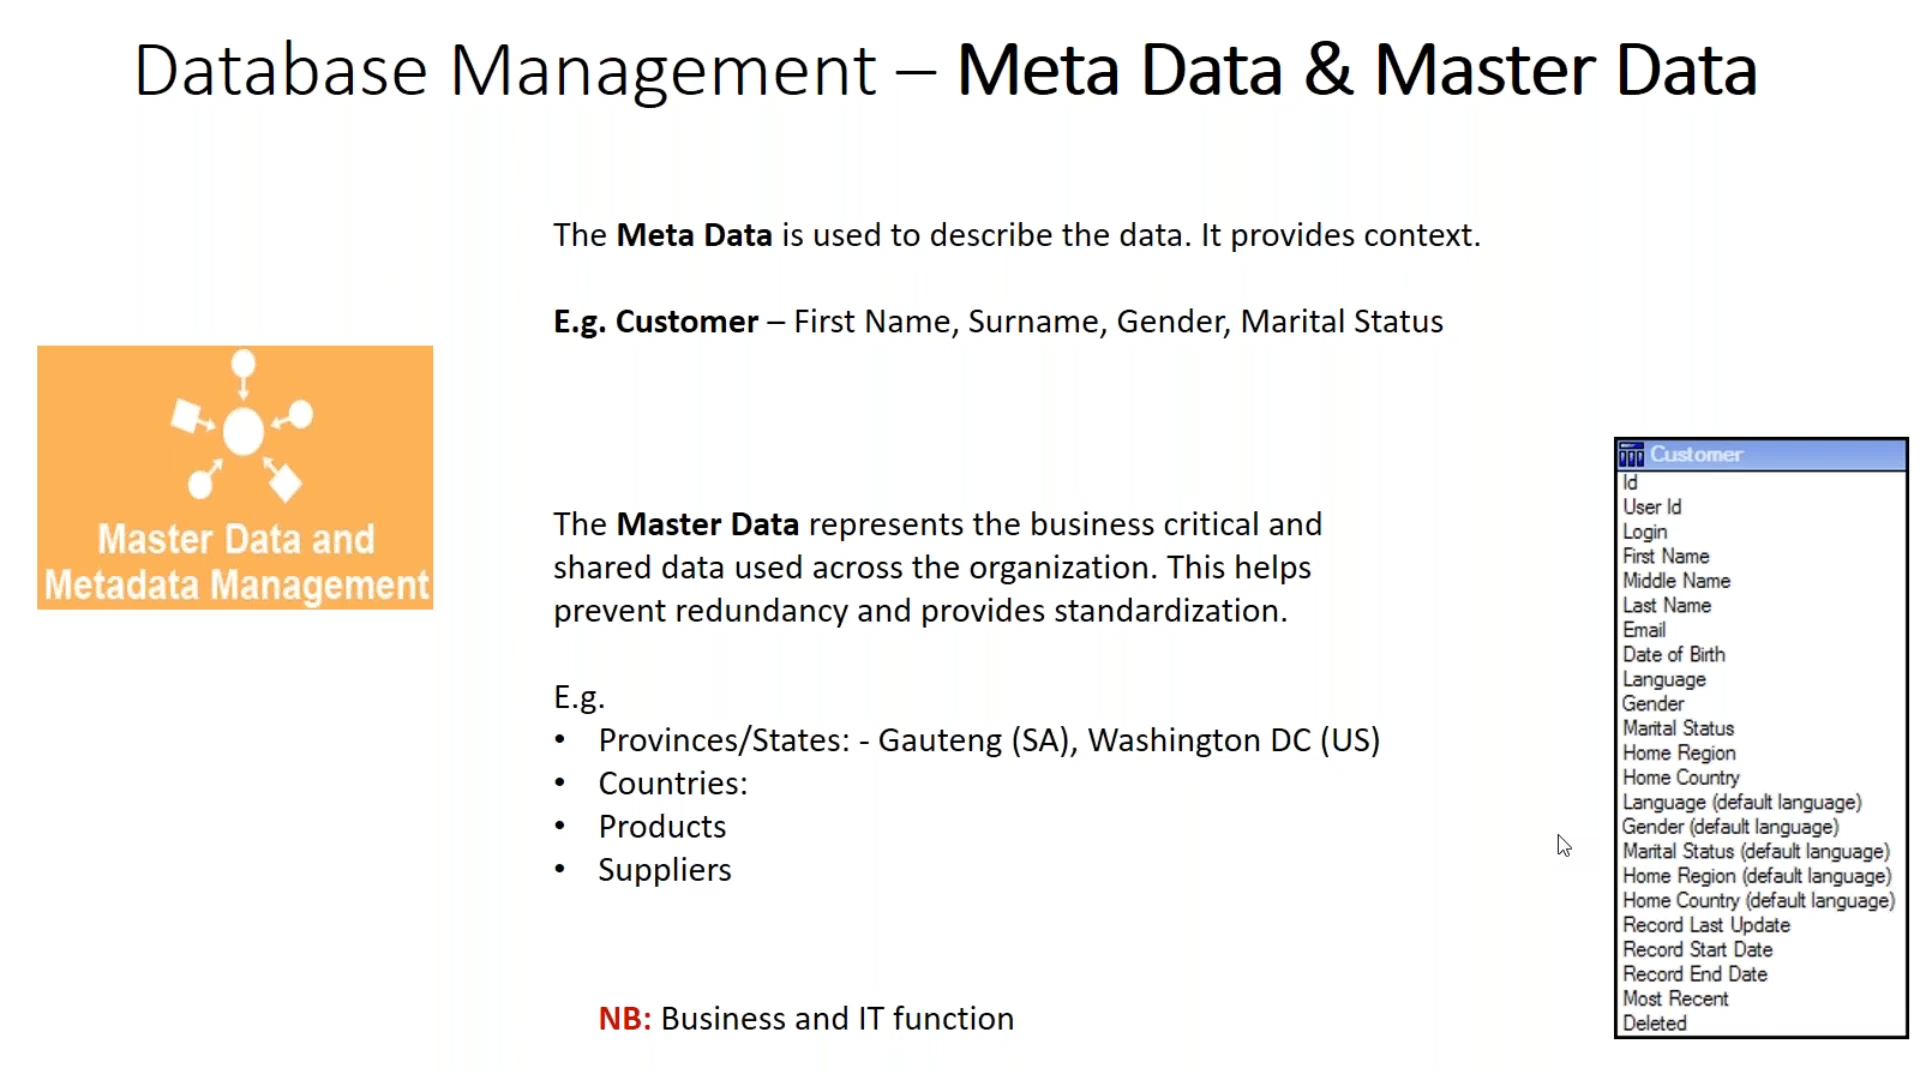 Database Management – Meta Data & Master Data
The Meta Data is used to describe the data. It provides context.
E.g. Customer – First Name, Surname, Gender, Marital Status
Master Data and
Metadata Management
The Master Data represents the business critical and
shared data used across the organization. This helps
prevent redundancy and provides standardization.
E.g.
• Provinces/States: - Gauteng (SA), Washington DC (US)
• Countries:
• Products
• Suppliers
NB: Business and IT function
Customer
Id
User Id
Login
First Name
Middle Name
Last Name
Email
Date of Birth
Language
Gender
Marital Status
Home Region
Home Country
Language (default language)
Gender (default language)
Marital Status (default language)
Home Region (default language)
Home Country (default language)
Record Last Update
Record Start Date
Record End Date
Most Recent
Deleted